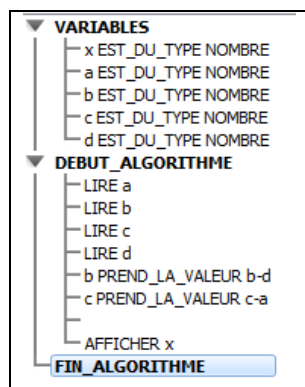 VARIABLES
x EST_DU_TYPE NOMBRE
a EST_DU_TYPE NOMBRE
b EST_DU_TYPE NOMBRE
c EST_DU_TYPE NOMBRE
d EST_DU_TYPE NOMBRE
DEBUT_ALGORITHME
LIRE a
LIRE b
LIRE c
LIRE d
b PREND_LA_VALEUR b-d
c PREND_LA_VALEUR c-a
AFFICHER x
FIN_ALGORITHME